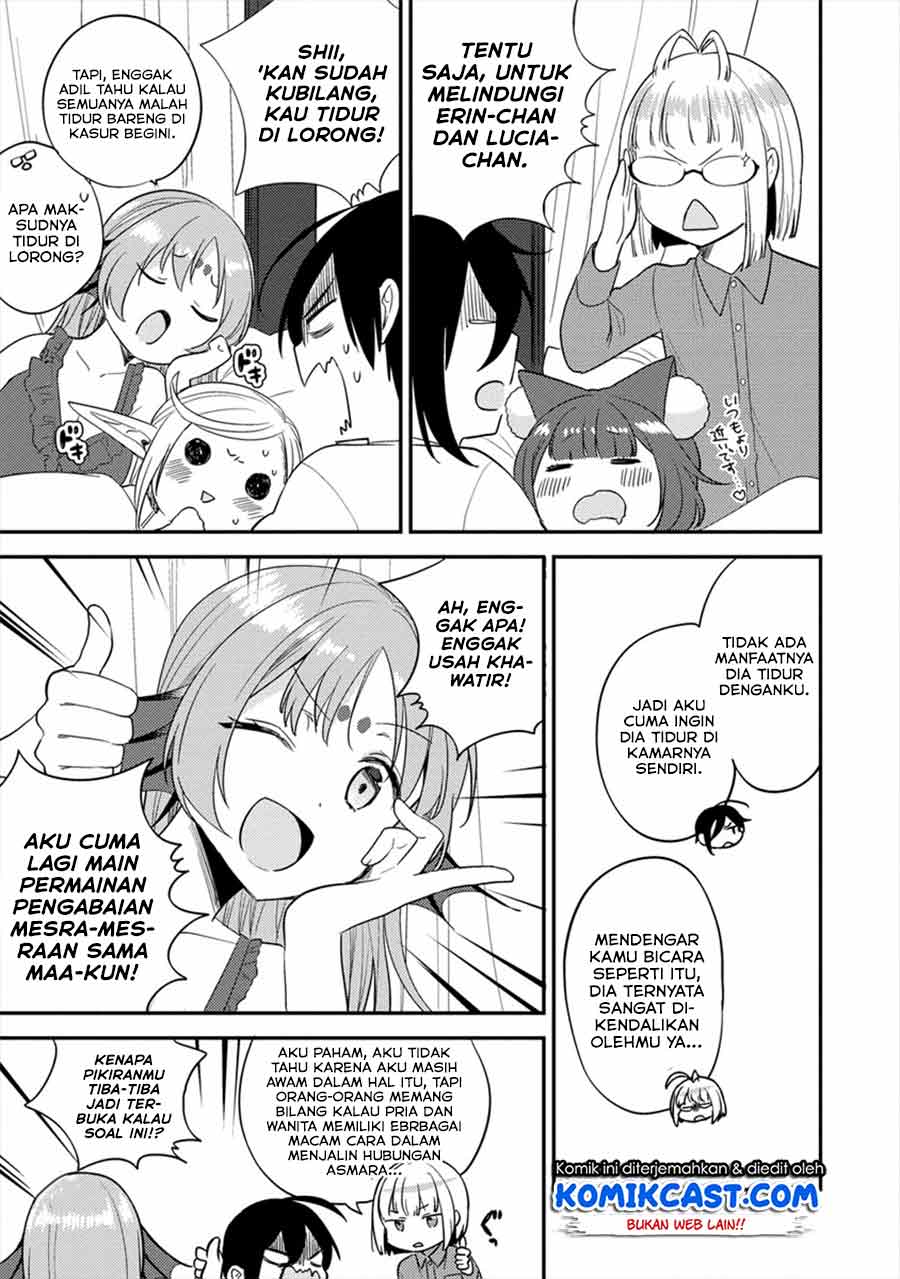 TENTU
SAJA, UNTUK
MELINDUNGI
ERIN-CHAN
DAN LUCIA-
CHAN.
いつもより
近いです…♡
SHII,
'KAN SUDAH
KUBILANG,
KAU TIDUR
DI LORONG!
TAPI, ENGGAK
ADIL TAHU KALAU
SEMUANYA MALAH
TIDUR BARENG DI
KASUR BEGINI.
APA MAK-
SUDNYA
TIDUR DI
LORONG?
ドキ
ドキ
TIDAK ADA
MANFAATNYA
DIA TIDUR
DENGANKU.
JADI AKU
CUMA INGIN
DIA TIDUR DI
KAMARNYA
SENDIRI.
MENDENGAR
KAMU BICARA
SEPERTI ITU,
DIA TERNYATA
SANGAT DI-
KENDALIKAN
OLEHMU YA...
AH, ENG-
GAK APA!
ENGGAK
USAH KHA-
WATIR!
AKU CUMA
LAGI MAIN
PERMAINAN
PENGABAIAN
MESRA-MES-
RAAN SAMA
MAA-KUN!
AKU PAHAM, AKU TIDAK
TAHU KARENA AKU MASIH
AWAM DALAM HAL ITU, TAPI
ORANG-ORANG MEMANG
BILANG KALAU PRIA DAN
WANITA MEMILIKI EBRBAGAI
MACAM CARA DALAM
MENJALIN HUBUNGAN
ASMARA...
KENAPA
PIKIRANMU
TIBA-TIBA
JADI TER-
BUKA KALAU
SOAL INI!?
Komik ini diterjemahkan & diedit oleh
KOMIKCAST.COM
BUKAN WEB LAIN!!